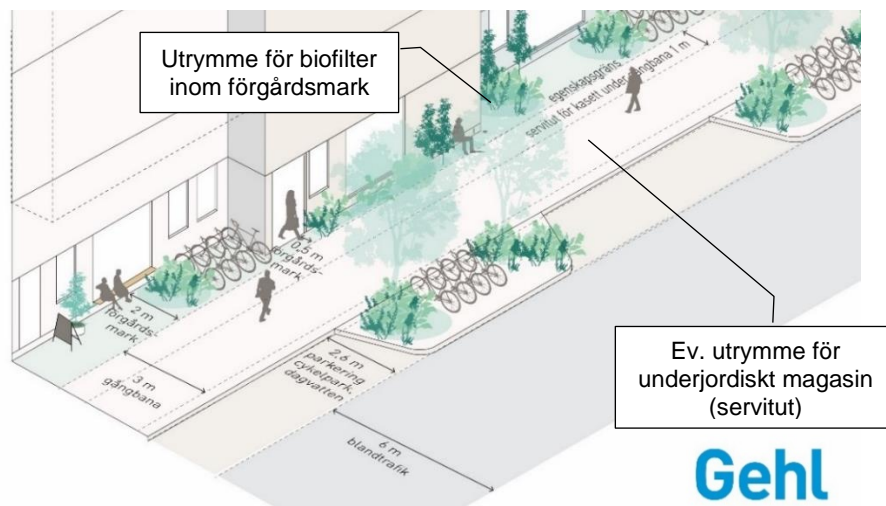 Utrymme för biofilter
inom förgårdsmark
egenskapsgräns
servitut för kasett under gångbana 1 m
0,5 m
förgårds-
mark
2 m
förgårds-
mark
3 m
gångbana
2,6 m
parkering
cykelpark.
dagvatten
6 m
blandtrafik
Ev. utrymme för
underjordiskt magasin
(servitut)
Gehl